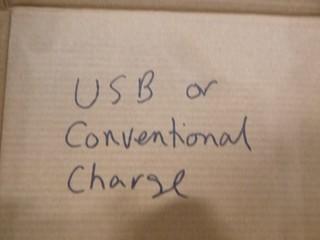 USB or
Conventional
Charge